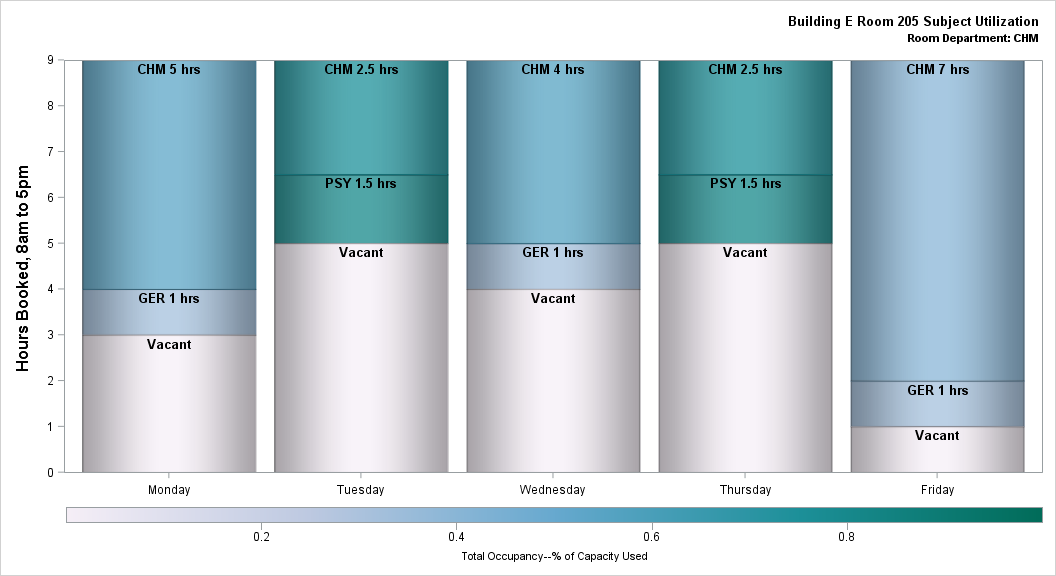 Building E Room 205 Subject Utilization
Room Department: CHM
Hours Booked, 8am to 5pm
9
8
7
6
5
4
3
2
1
0
CHM 5 hrs
GER 1 hrs
Vacant
CHM 2.5 hrs
PSY 1.5 hrs
Vacant
CHM 4 hrs
GER 1 hrs
Vacant
CHM 2.5 hrs
PSY 1.5 hrs
Vacant
CHM 7 hrs
GER 1 hrs
Vacant
Monday
Tuesday
Wednesday
Thursday
Friday
0.2
0.4
0.6
0.8
Total Occupancy--% of Capacity Used